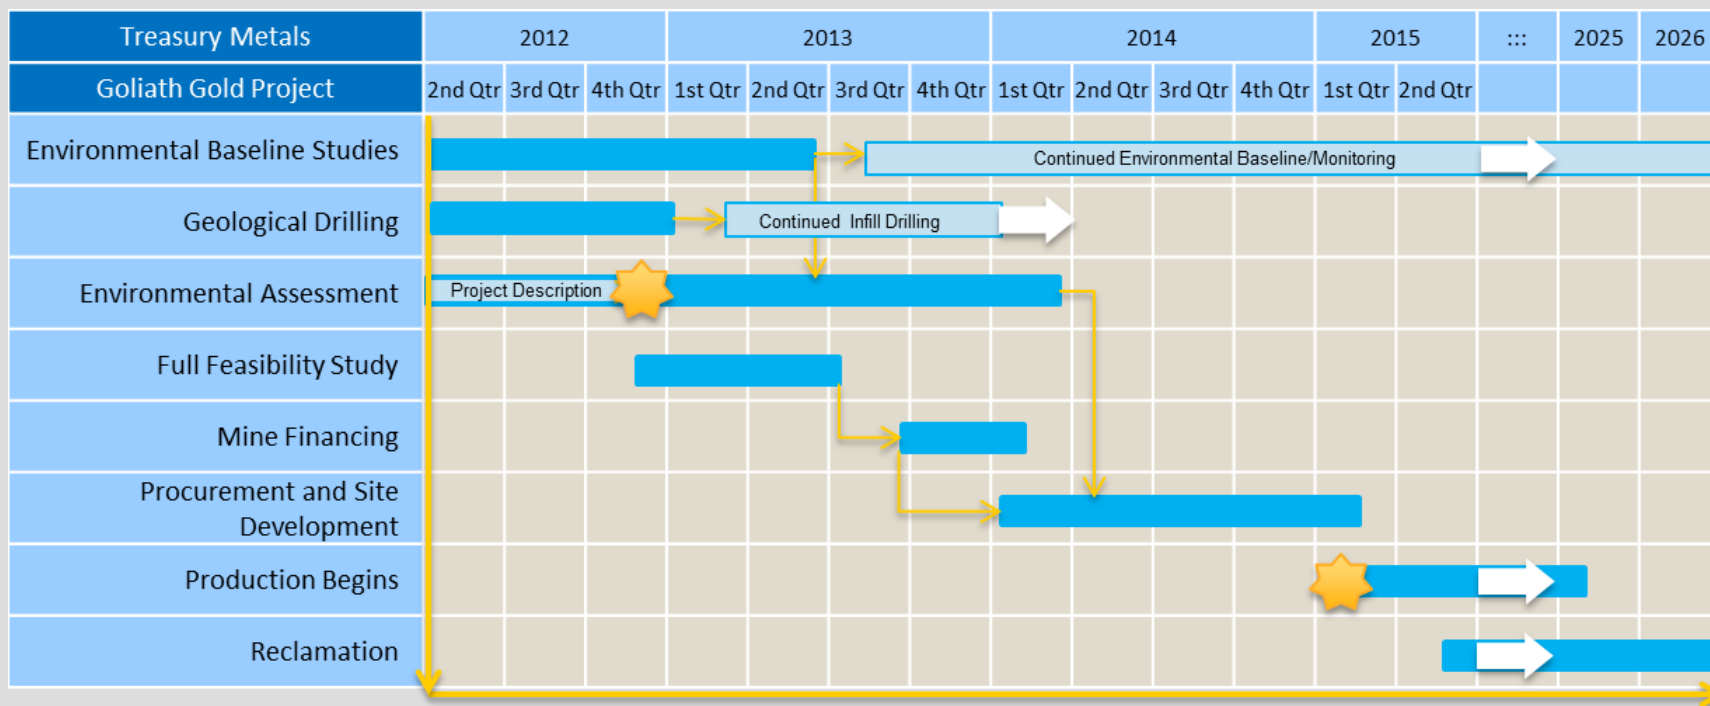 Treasury Metals 2012 2013 2014 2015 ::: 2025 2026
Goliath Gold Project 2nd Qtr 3rd Qtr 4th Qtr 1st Qtr 2nd Qtr 3rd Qtr 4th Qtr 1st Qtr 2nd Qtr 3rd Qtr 4th Qtr 1st Qtr 2nd Qtr
Environmental Baseline Studies Continued Environmental Baseline/Monitoring
Geological Drilling Continued Infill Drilling
Environmental Assessment Project Description
Full Feasibility Study
Mine Financing
Procurement and Site
Development
Production Begins
Reclamation